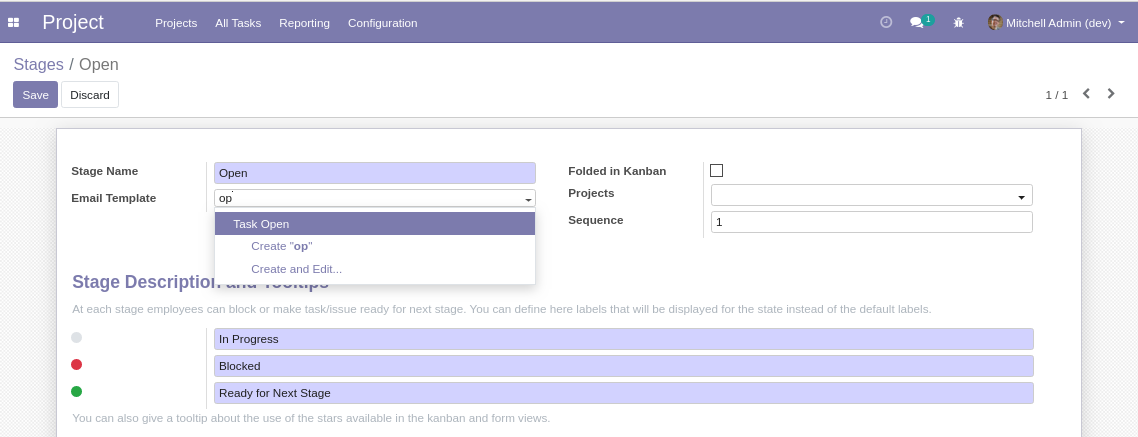 Project Projects All Tasks Reporting Configuration 1 Mitchell Admin (dev)
Stages / Open
Save Discard 1 / 1
Stage Name Open Folded in Kanban
Email Template op Projects
Task Open Sequence 1
Create "op"
Create and Edit...
Stage Description and Tooltips
At each stage employees can block or make task/issue ready for next stage. You can define here labels that will be displayed for the state instead of the default labels.
In Progress
Blocked
Ready for Next Stage
You can also give a tooltip about the use of the stars available in the kanban and form views.